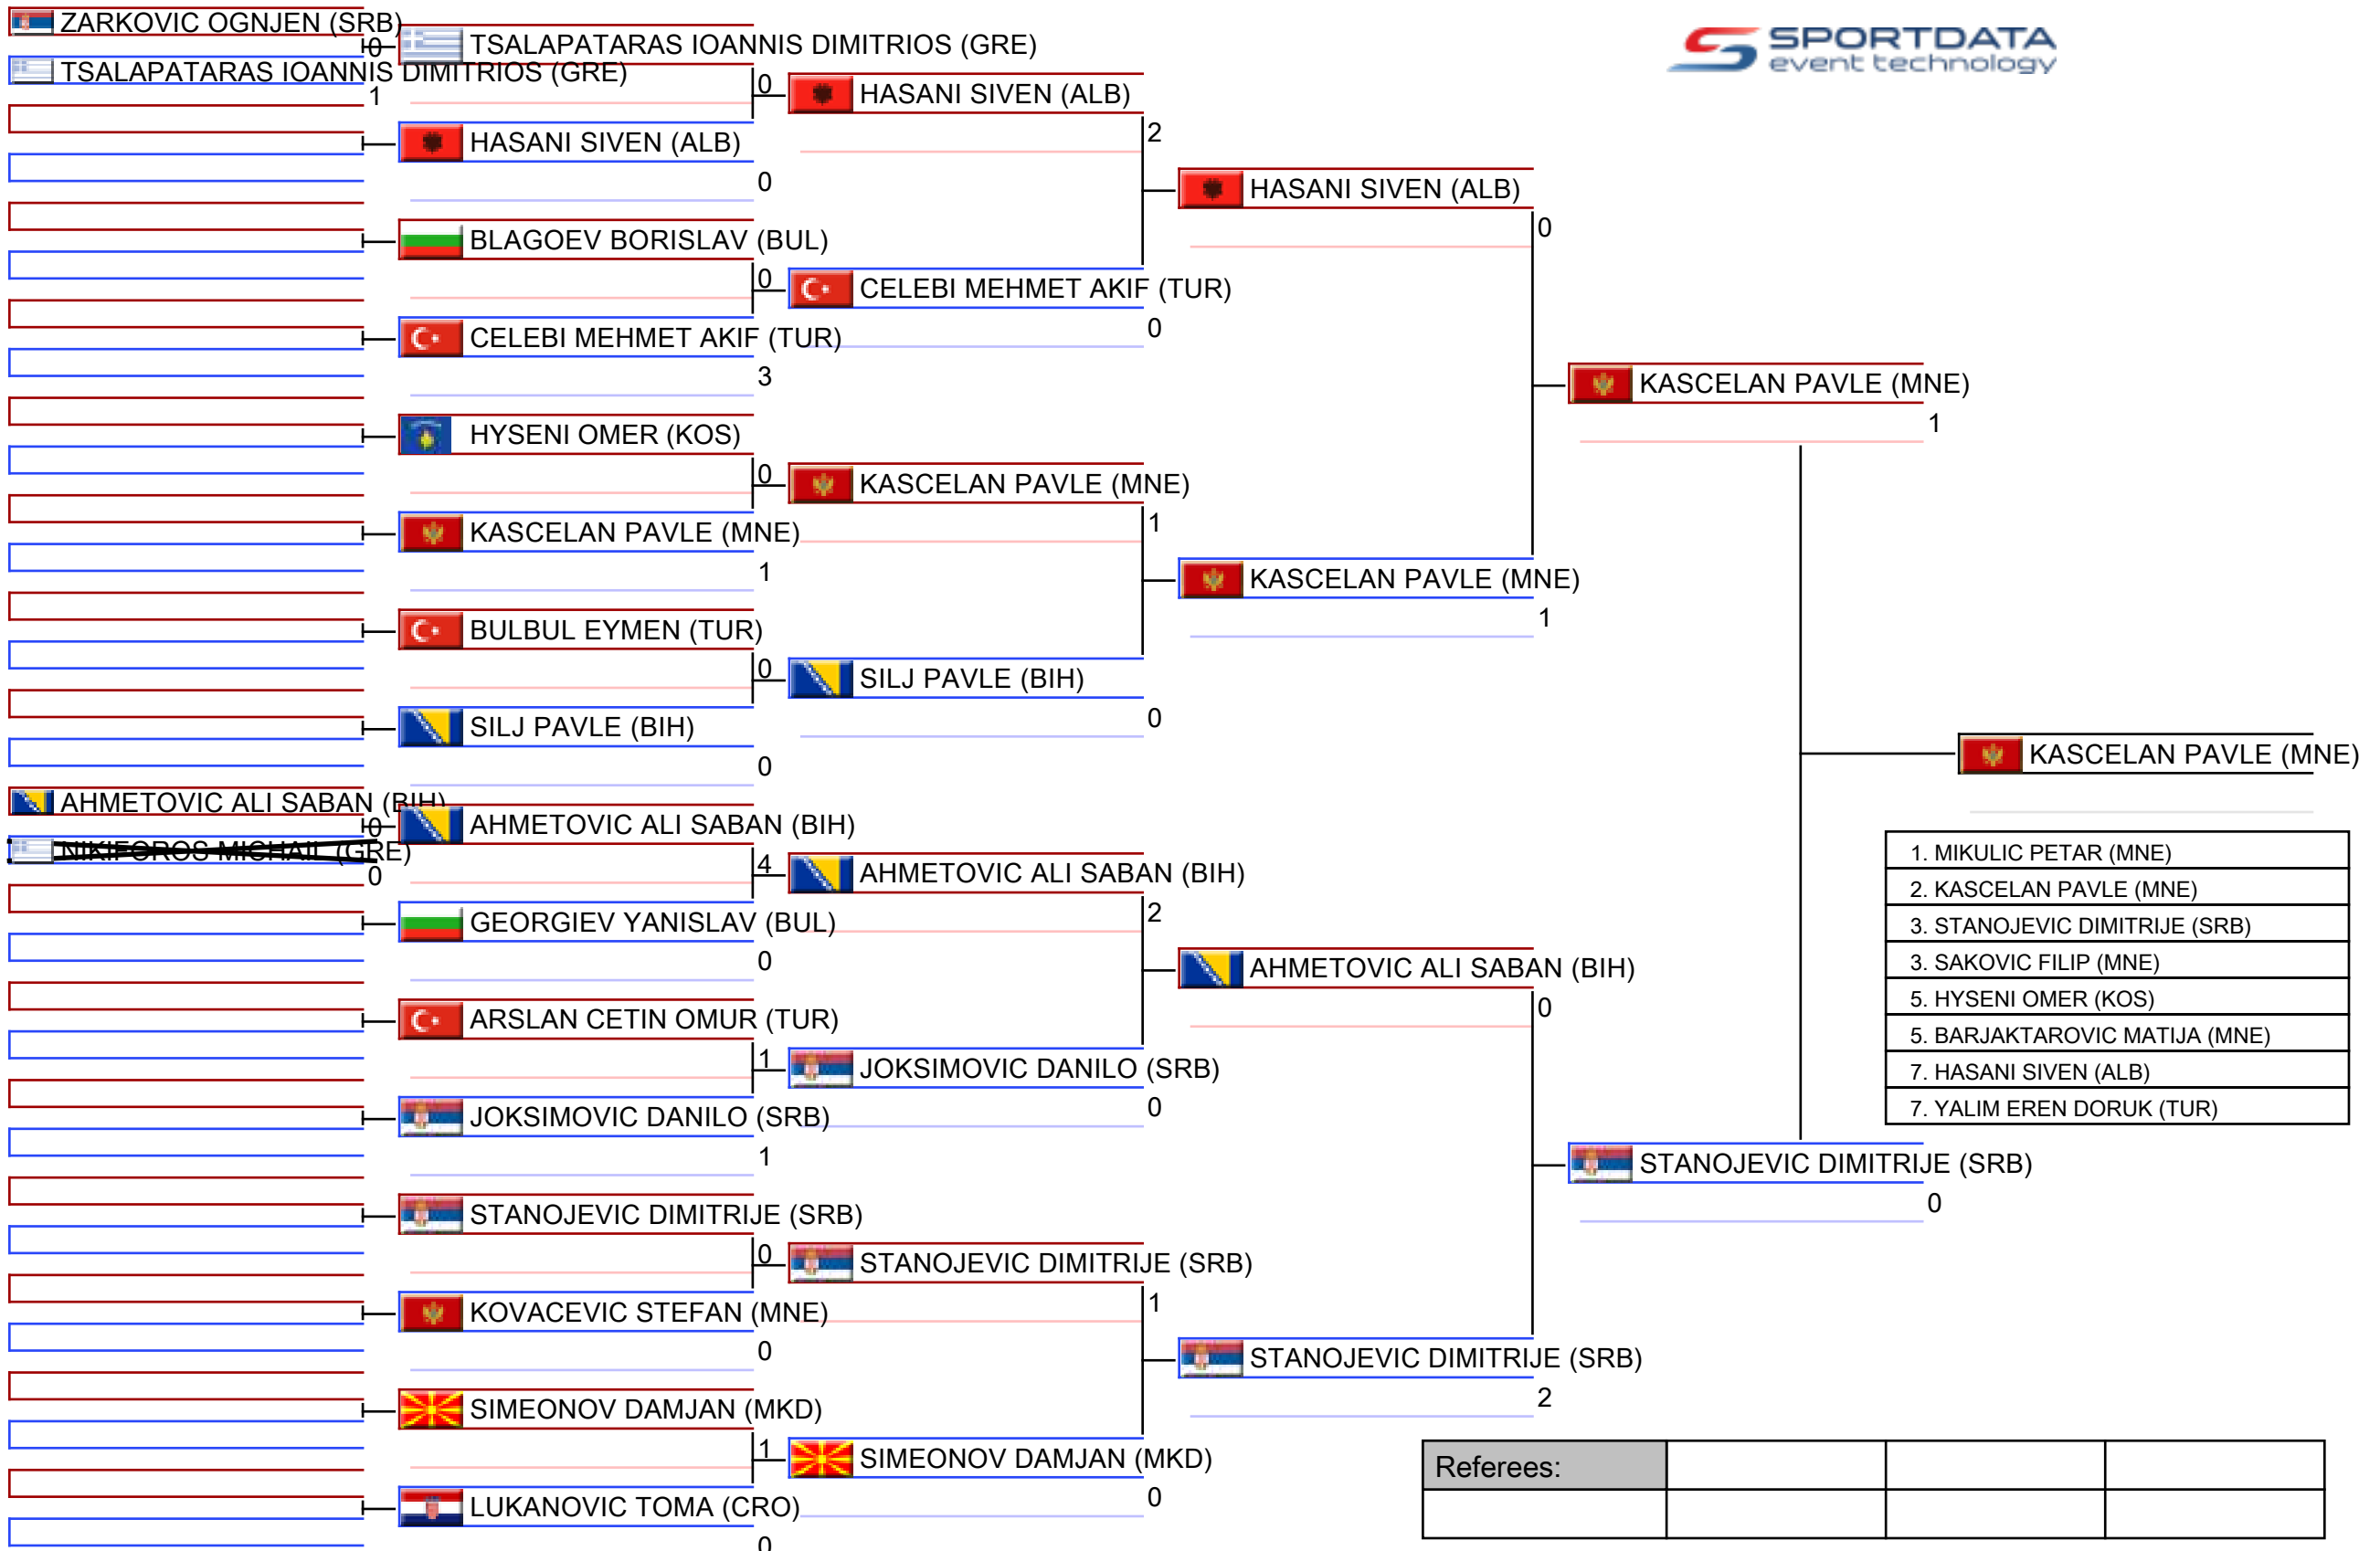 ZARKOVIC OGNJEN (SRB)
0
TSALAPATARAS IOANNIS DIMITRIOS (GRE)
1
AHMETOVIC ALI SABAN (BIH)
0
NIKIFOROS MICHAIL (GRE)
0
TSALAPATARAS IOANNIS DIMITRIOS (GRE)
0
HASANI SIVEN (ALB)
0
BLAGOEV BORISLAV (BUL)
0
CELEBI MEHMET AKIF (TUR)
3
HYSENI OMER (KOS)
0
KASCELAN PAVLE (MNE)
1
BULBUL EYMEN (TUR)
0
SILJ PAVLE (BIH)
0
AHMETOVIC ALI SABAN (BIH)
4
GEORGIEV YANISLAV (BUL)
0
ARSLAN CETIN OMUR (TUR)
1
JOKSIMOVIC DANILO (SRB)
1
STANOJEVIC DIMITRIJE (SRB)
0
KOVACEVIC STEFAN (MNE)
0
SIMEONOV DAMJAN (MKD)
1
LUKANOVIC TOMA (CRO)
0
HASANI SIVEN (ALB)
2
CELEBI MEHMET AKIF (TUR)
0
KASCELAN PAVLE (MNE)
1
SILJ PAVLE (BIH)
0
AHMETOVIC ALI SABAN (BIH)
2
JOKSIMOVIC DANILO (SRB)
0
STANOJEVIC DIMITRIJE (SRB)
1
SIMEONOV DAMJAN (MKD)
0
HASANI SIVEN (ALB)
0
KASCELAN PAVLE (MNE)
1
AHMETOVIC ALI SABAN (BIH)
0
STANOJEVIC DIMITRIJE (SRB)
2
KASCELAN PAVLE (MNE)
1
STANOJEVIC DIMITRIJE (SRB)
0
KASCELAN PAVLE (MNE)
SPORTDATA
event technology
1. MIKULIC PETAR (MNE)
2. KASCELAN PAVLE (MNE)
3. STANOJEVIC DIMITRIJE (SRB)
3. SAKOVIC FILIP (MNE)
5. HYSENI OMER (KOS)
5. BARJAKTAROVIC MATIJA (MNE)
7. HASANI SIVEN (ALB)
7. YALIM EREN DORUK (TUR)
Referees: